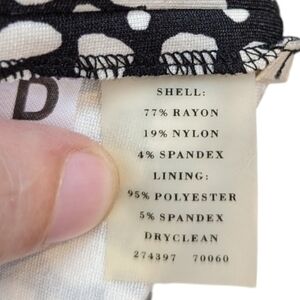 D
SHELL:
77% RAYON
19% NYLON
4% SPANDEX
LINING:
95% POLYESTER
5% SPANDEX
DRYCLEAN
274397 70060